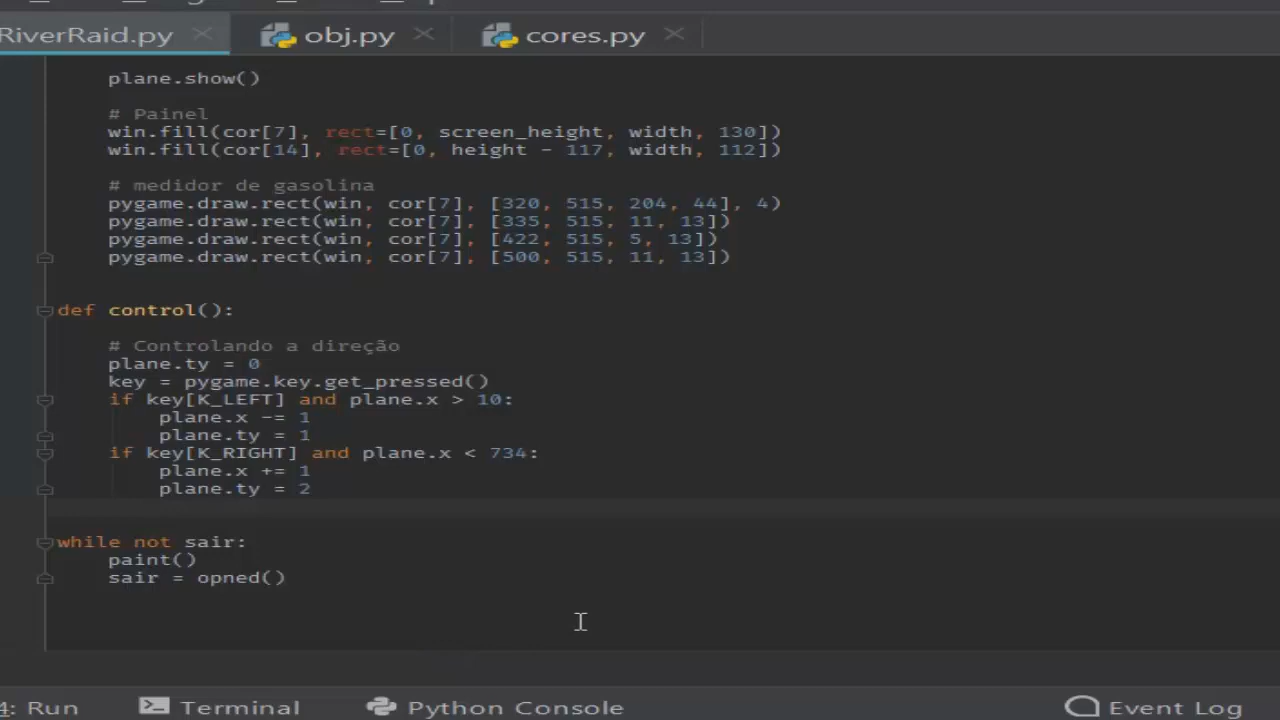 RiverRaid.py
obj.py
cores.py
plane.show()
# Painel
win.fill(cor[7], rect=[0, screen_height, width, 130])
win.fill(cor[14], rect=[0, height - 117, width, 112])
# medidor de gasolina
pygame.draw.rect(win, cor[7], [320, 515, 204, 44], 4)
pygame.draw.rect(win, cor[7], [335, 515, 11, 13])
pygame.draw.rect(win, cor[7], [422, 515, 5, 13])
pygame.draw.rect(win, cor[7], [500, 515, 11, 13])
def control():
# Controlando a direção
plane.ty = 0
key = pygame.key.get_pressed()
if key[K_LEFT] and plane.x > 10:
plane.x -= 1
plane.ty = 1
if key[K_RIGHT] and plane.x < 734:
plane.x += 1
plane.ty = 2
while not sair:
paint()
sair = opned()
4: Run
Terminal
Python Console
Event Log